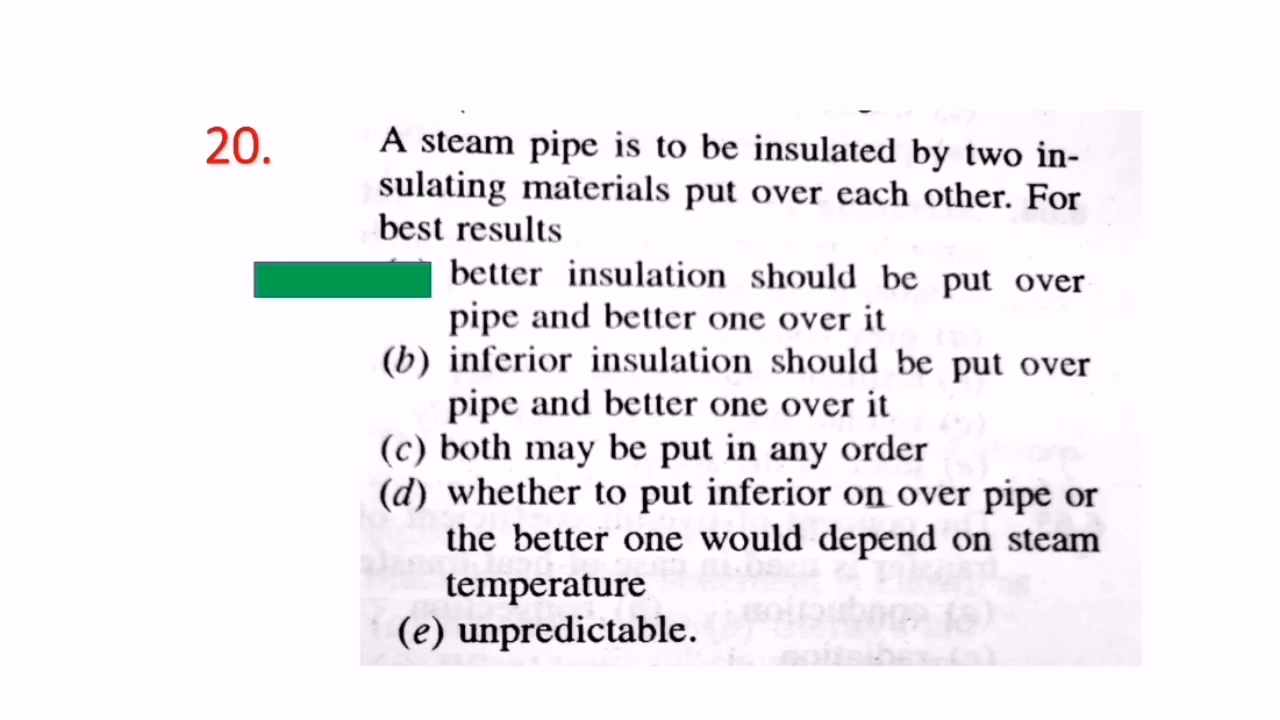 20.
A steam pipe is to be insulated by two in-
sulating materials put over each other. For
best results
better insulation should be put over
pipe and better one over it
(b) inferior insulation should be put over
pipe and better one over it
(c) both may be put in any order
(d) whether to put inferior on over pipe or
the better one would depend on steam
temperature
(e) unpredictable.